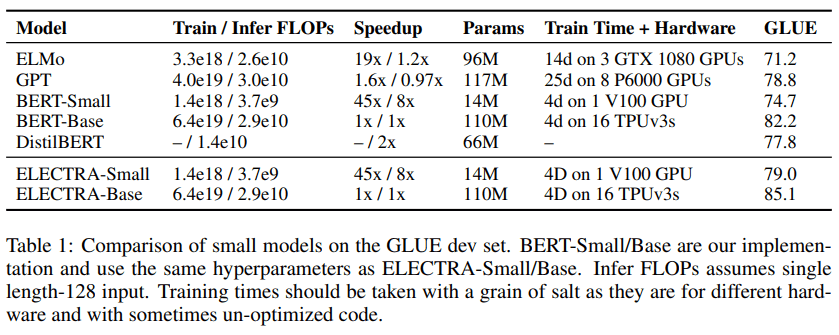 Model Train / Infer FLOPs Speedup Params Train Time + Hardware GLUE
ELMo 3.3e18 / 2.6e10 19x / 1.2x 96M 14d on 3 GTX 1080 GPUs 71.2
GPT 4.0e19 / 3.0e10 1.6x / 0.97x 117M 25d on 8 P6000 GPUs 78.8
BERT-Small 1.4e18 / 3.7e9 45x / 8x 14M 4d on 1 V100 GPU 74.7
BERT-Base 6.4e19 / 2.9e10 1x / 1x 110M 4d on 16 TPUv3s 82.2
DistilBERT – / 1.4e10 – / 2x 66M – 77.8
ELECTRA-Small 1.4e18 / 3.7e9 45x / 8x 14M 4D on 1 V100 GPU 79.0
ELECTRA-Base 6.4e19 / 2.9e10 1x / 1x 110M 4D on 16 TPUv3s 85.1
Table 1: Comparison of small models on the GLUE dev set. BERT-Small/Base are our implemen-
tation and use the same hyperparameters as ELECTRA-Small/Base. Infer FLOPs assumes single
length-128 input. Training times should be taken with a grain of salt as they are for different hard-
ware and with sometimes un-optimized code.